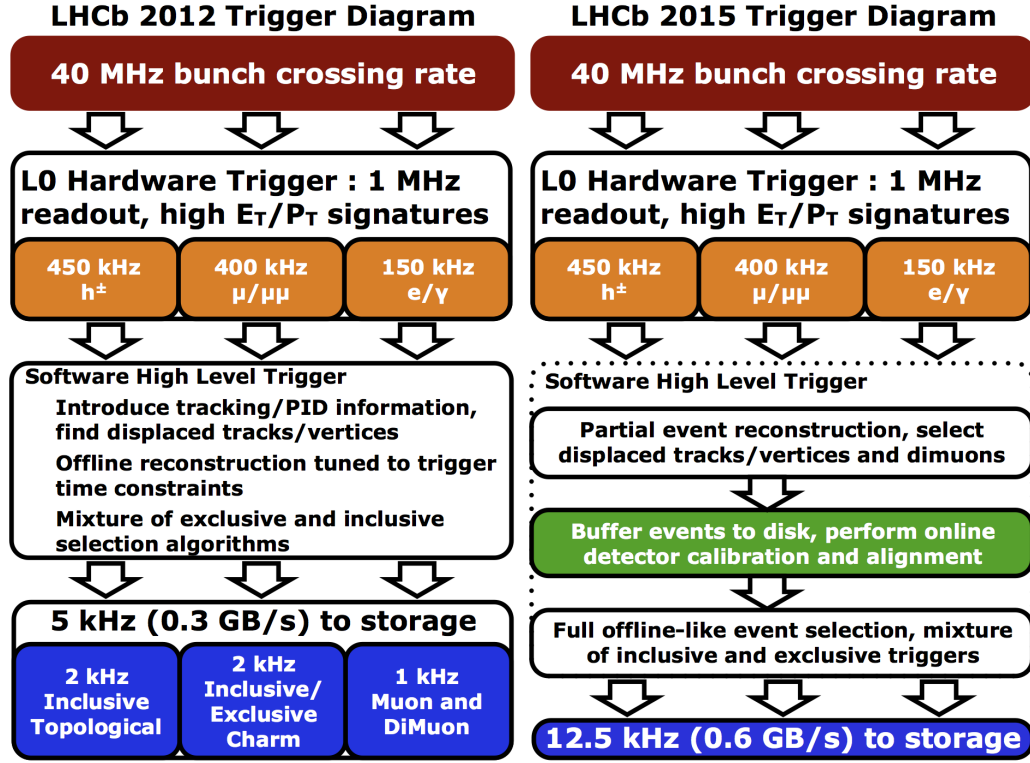 LHCb 2012 Trigger Diagram
40 MHz bunch crossing rate
L0 Hardware Trigger : 1 MHz
readout, high E_T/P_T signatures
450 kHz
h±
400 kHz
µ/µµ
150 kHz
e/γ
Software High Level Trigger
Introduce tracking/PID information,
find displaced tracks/vertices
Offline reconstruction tuned to trigger
time constraints
Mixture of exclusive and inclusive
selection algorithms
5 kHz (0.3 GB/s) to storage
2 kHz
Inclusive
Topological
2 kHz
Inclusive/
Exclusive
Charm
1 kHz
Muon and
DiMuon
LHCb 2015 Trigger Diagram
40 MHz bunch crossing rate
L0 Hardware Trigger : 1 MHz
readout, high E_T/P_T signatures
450 kHz
h±
400 kHz
µ/µµ
150 kHz
e/γ
Software High Level Trigger
Partial event reconstruction, select
displaced tracks/vertices and dimuons
Buffer events to disk, perform online
detector calibration and alignment
Full offline-like event selection, mixture
of inclusive and exclusive triggers
12.5 kHz (0.6 GB/s) to storage